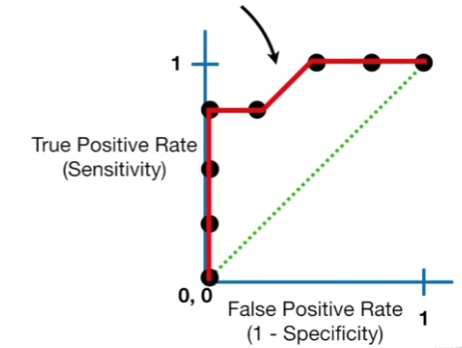 1
True Positive Rate
(Sensitivity)
0, 0
False Positive Rate
(1 - Specificity)
1